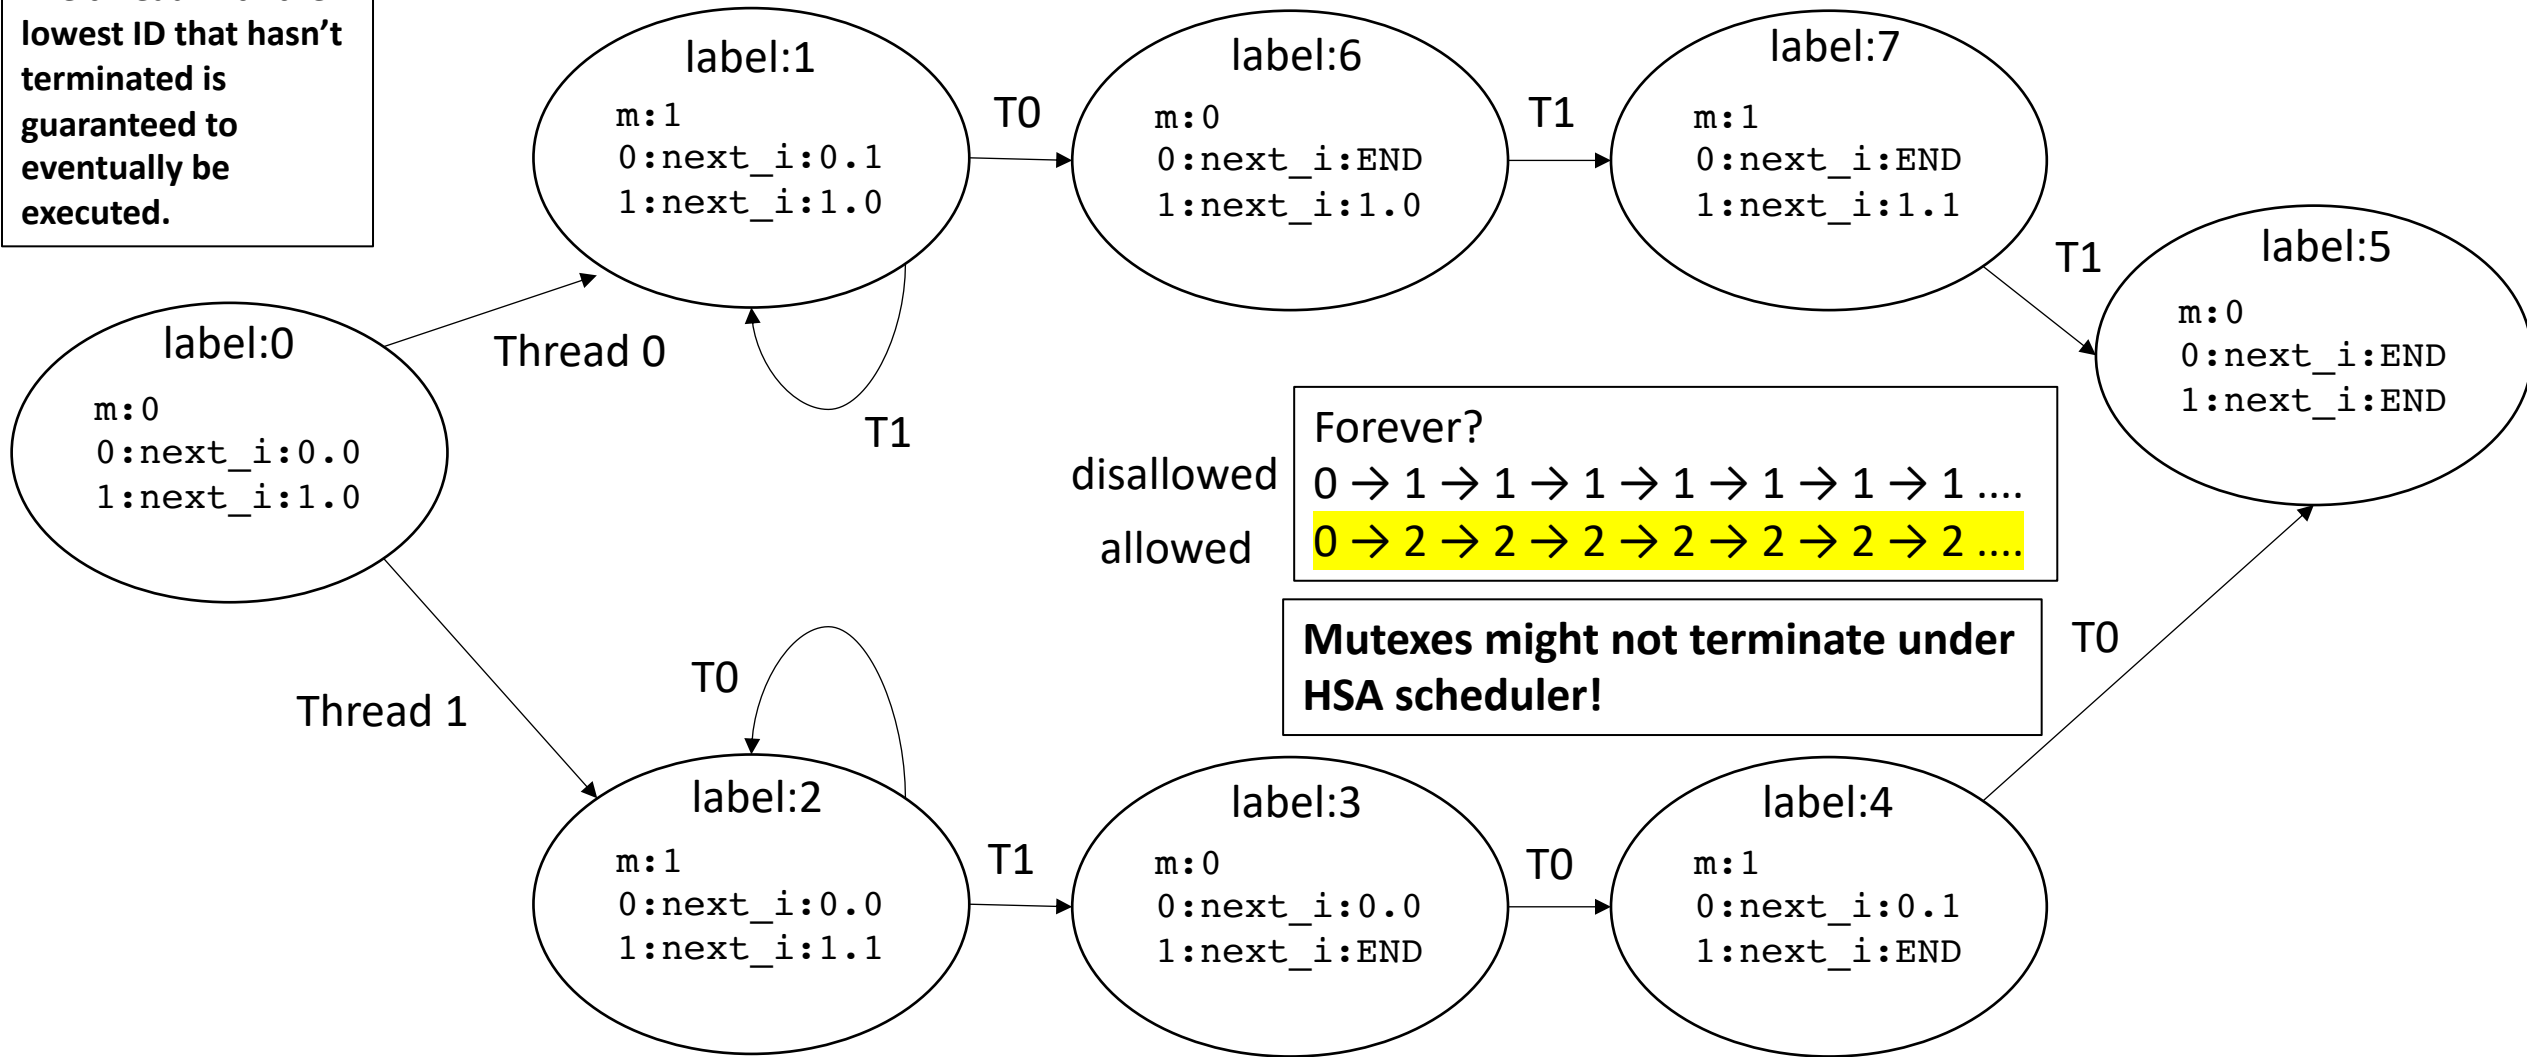 lowest ID that hasn’t
terminated is
guaranteed to
eventually be
executed.
label:1
m:1
0:next_i:0.1
1:next_i:1.0
T0
label:6
m:0
0:next_i:END
1:next_i:1.0
T1
label:7
m:1
0:next_i:END
1:next_i:1.1
T1
label:5
m:0
0:next_i:END
1:next_i:END
label:0
m:0
0:next_i:0.0
1:next_i:1.0
Thread 0
T1
Forever?
disallowed
0 → 1 → 1 → 1 → 1 → 1 → 1 → 1 ....
allowed
0 → 2 → 2 → 2 → 2 → 2 → 2 → 2 ....
Mutexes might not terminate under
HSA scheduler!
T0
T0
Thread 1
label:2
m:1
0:next_i:0.0
1:next_i:1.1
T1
label:3
m:0
0:next_i:0.0
1:next_i:END
T0
label:4
m:1
0:next_i:0.1
1:next_i:END